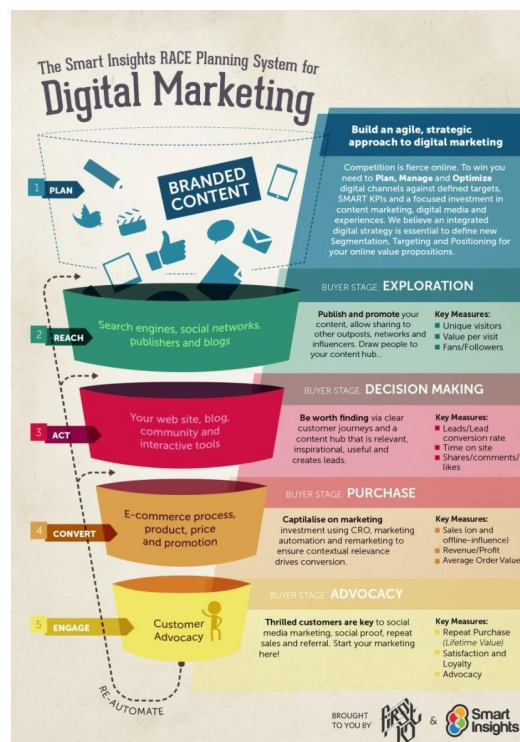 The Smart Insights RACE Planning System for
Digital Marketing
Build an agile, strategic
approach to digital marketing
Competition is fierce online. To win you
need to Plan, Manage and Optimize
digital channels against defined targets,
SMART KPIs and a focused investment in
content marketing, digital media and
experiences. We believe an integrated
digital strategy is essential to define new
Segmentation, Targeting and Positioning for
your online value propositions.
1 PLAN
BRANDED
CONTENT
BUYER STAGE: EXPLORATION
2 REACH
Search engines, social networks,
publishers and blogs
Publish and promote your
content, allow sharing to
other outposts, networks and
influencers. Draw people to
your content hub...
Key Measures:
Unique visitors
Value per visit
Fans/Followers
BUYER STAGE: DECISION MAKING
3 ACT
Your web site, blog,
community and
interactive tools
Be worth finding via clear
customer journeys and a
content hub that is relevant,
inspirational, useful and
creates leads.
Key Measures:
Leads/Lead
conversion rate
Time on site
Shares/comments/
likes
BUYER STAGE: PURCHASE
4 CONVERT
E-commerce process,
product, price
and promotion
Captilalise on marketing
investment using CRO, marketing
automation and remarketing to
ensure contextual relevance
drives conversion.
Key Measures:
Sales (on and
offline-influence)
Revenue/Profit
Average Order Value
BUYER STAGE: ADVOCACY
5 ENGAGE
Customer
Advocacy
Thrilled customers are key to social
media marketing, social proof, repeat
sales and referral. Start your marketing
here!
Key Measures:
Repeat Purchase
(Lifetime Value)
Satisfaction and
Loyalty
Advocacy
RE-AUTOMATE
BROUGHT
TO YOU BY
FiRST
10
&
Smart
Insights